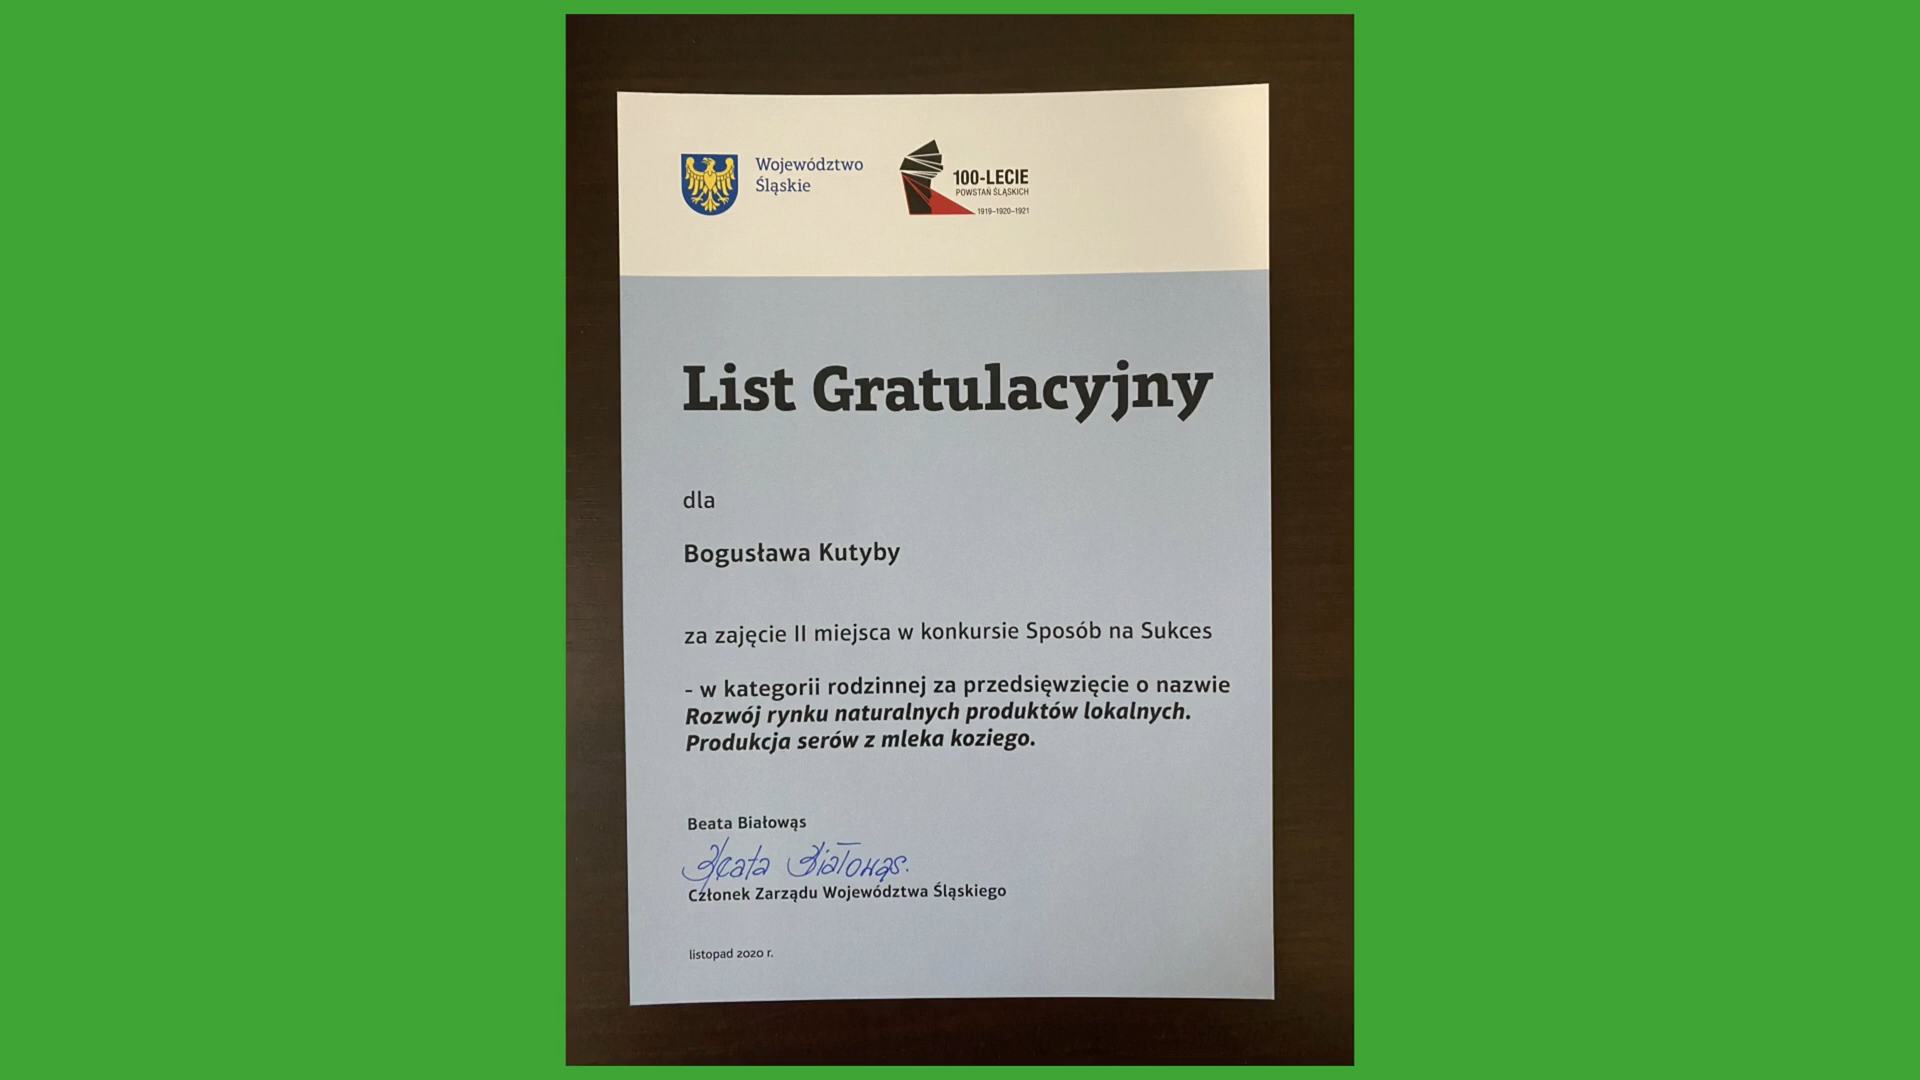 Województwo
Śląskie
100-LECIE
POWSTAŃ ŚLĄSKICH
1919-1920-1921
List Gratulacyjny
dla
Bogusława Kutyby
za zajęcie II miejsca w konkursie Sposób na Sukces
- w kategorii rodzinnej za przedsięwzięcie o nazwie
Rozwój rynku naturalnych produktów lokalnych.
Produkcja serów z mleka koziego.
Beata Białowąs
Beata Białowąs.
Członek Zarządu Województwa Śląskiego
listopad 2020 r.